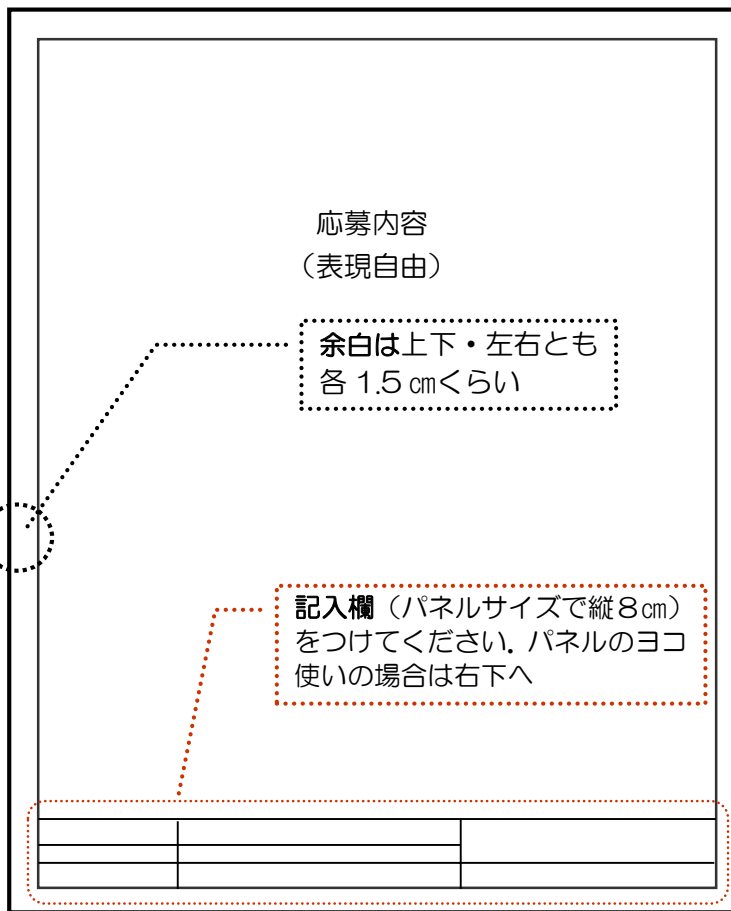 応募内容
（表現自由）
余白は上下・左右とも
各 1.5 ㎝くらい
記入欄（パネルサイズで縦８㎝）
をつけてください．パネルのヨコ
使いの場合は右下へ